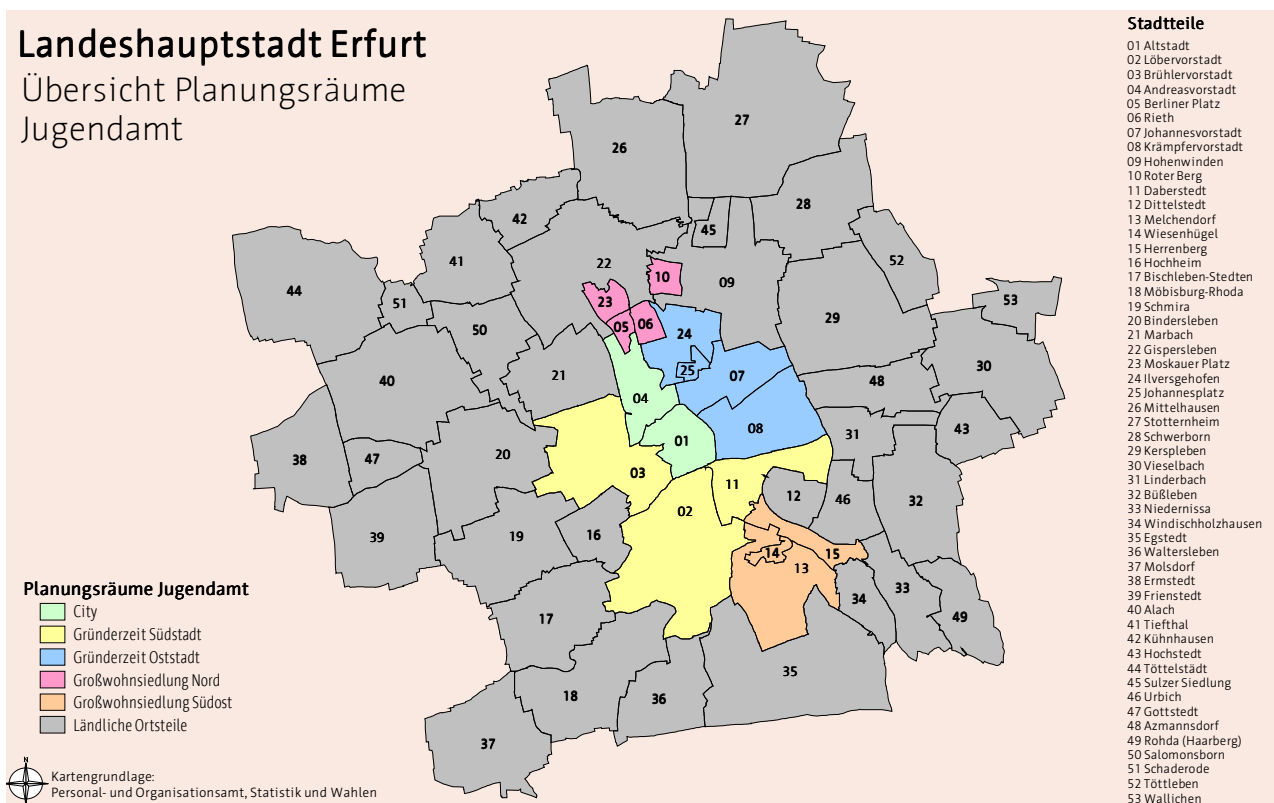 Landeshauptstadt Erfurt
Übersicht Planungsräume
Jugendamt
27
26
28
42
45
22
41
52
10
09
44
23
51
53
05
06
29
50
24
30
25
21
07
40
48
04
08
43
01
31
20
38
47
03
11
12
46
32
02
39
19
16
14
15
13
33
34
17
49
35
18
36
37
Planungsräume Jugendamt
City
Gründerzeit Südstadt
Gründerzeit Oststadt
Großwohnsiedlung Nord
Großwohnsiedlung Südost
Ländliche Ortsteile
N
Kartengrundlage:
Personal- und Organisationsamt, Statistik und Wahlen
Stadtteile
01 Altstadt
02 Löbervorstadt
03 Brühlervorstadt
04 Andreasvorstadt
05 Berliner Platz
06 Rieth
07 Johannesvorstadt
08 Krämpfervorstadt
09 Hohenwinden
10 Roter Berg
11 Daberstedt
12 Dittelstedt
13 Melchendorf
14 Wiesenhügel
15 Herrenberg
16 Hochheim
17 Bischleben-Stedten
18 Möbisburg-Rhoda
19 Schmira
20 Bindersleben
21 Marbach
22 Gispersleben
23 Moskauer Platz
24 Ilversgehofen
25 Johannesplatz
26 Mittelhausen
27 Stotternheim
28 Schwerborn
29 Kerspleben
30 Vieselbach
31 Linderbach
32 Büßleben
33 Niedernissa
34 Windischholzhausen
35 Egstedt
36 Waltersleben
37 Molsdorf
38 Ermstedt
39 Frienstedt
40 Alach
41 Tiefthal
42 Kühnhausen
43 Hochstedt
44 Töttelstädt
45 Sulzer Siedlung
46 Urbich
47 Gottstedt
48 Azmannsdorf
49 Rohda (Haarberg)
50 Salomonsborn
51 Schaderode
52 Töttleben
53 Wallichen